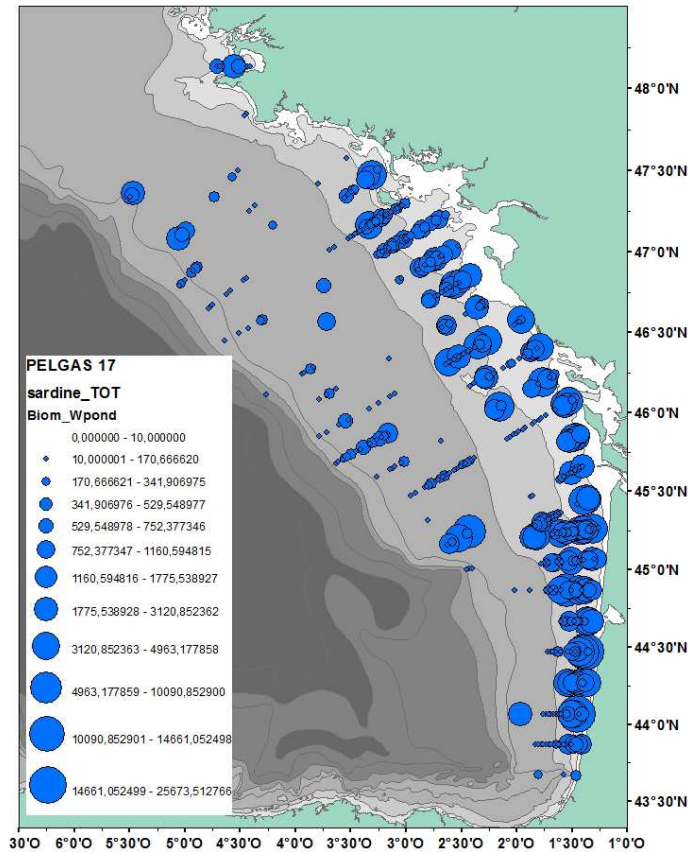 PELGAS 17
sardine_TOT
Biom_Wpond
0,000000 - 10,000000
10,000001 - 170,666620
170,666621 - 341,906975
341,906976 - 529,548977
529,548978 - 752,377346
752,377347 - 1160,594815
1160,594816 - 1775,538927
1775,538928 - 3120,852362
3120,852363 - 4963,177858
4963,177859 - 10090,852900
10090,852901 - 14661,052498
14661,052499 - 25673,512766
48°0'N
47°30'N
47°0'N
46°30'N
46°0'N
45°30'N
45°0'N
44°30'N
44°0'N
43°30'N
30'O 6°0'O 5°30'O 5°0'O 4°30'O 4°0'O 3°30'O 3°0'O 2°30'O 2°0'O 1°30'O 1°0'O